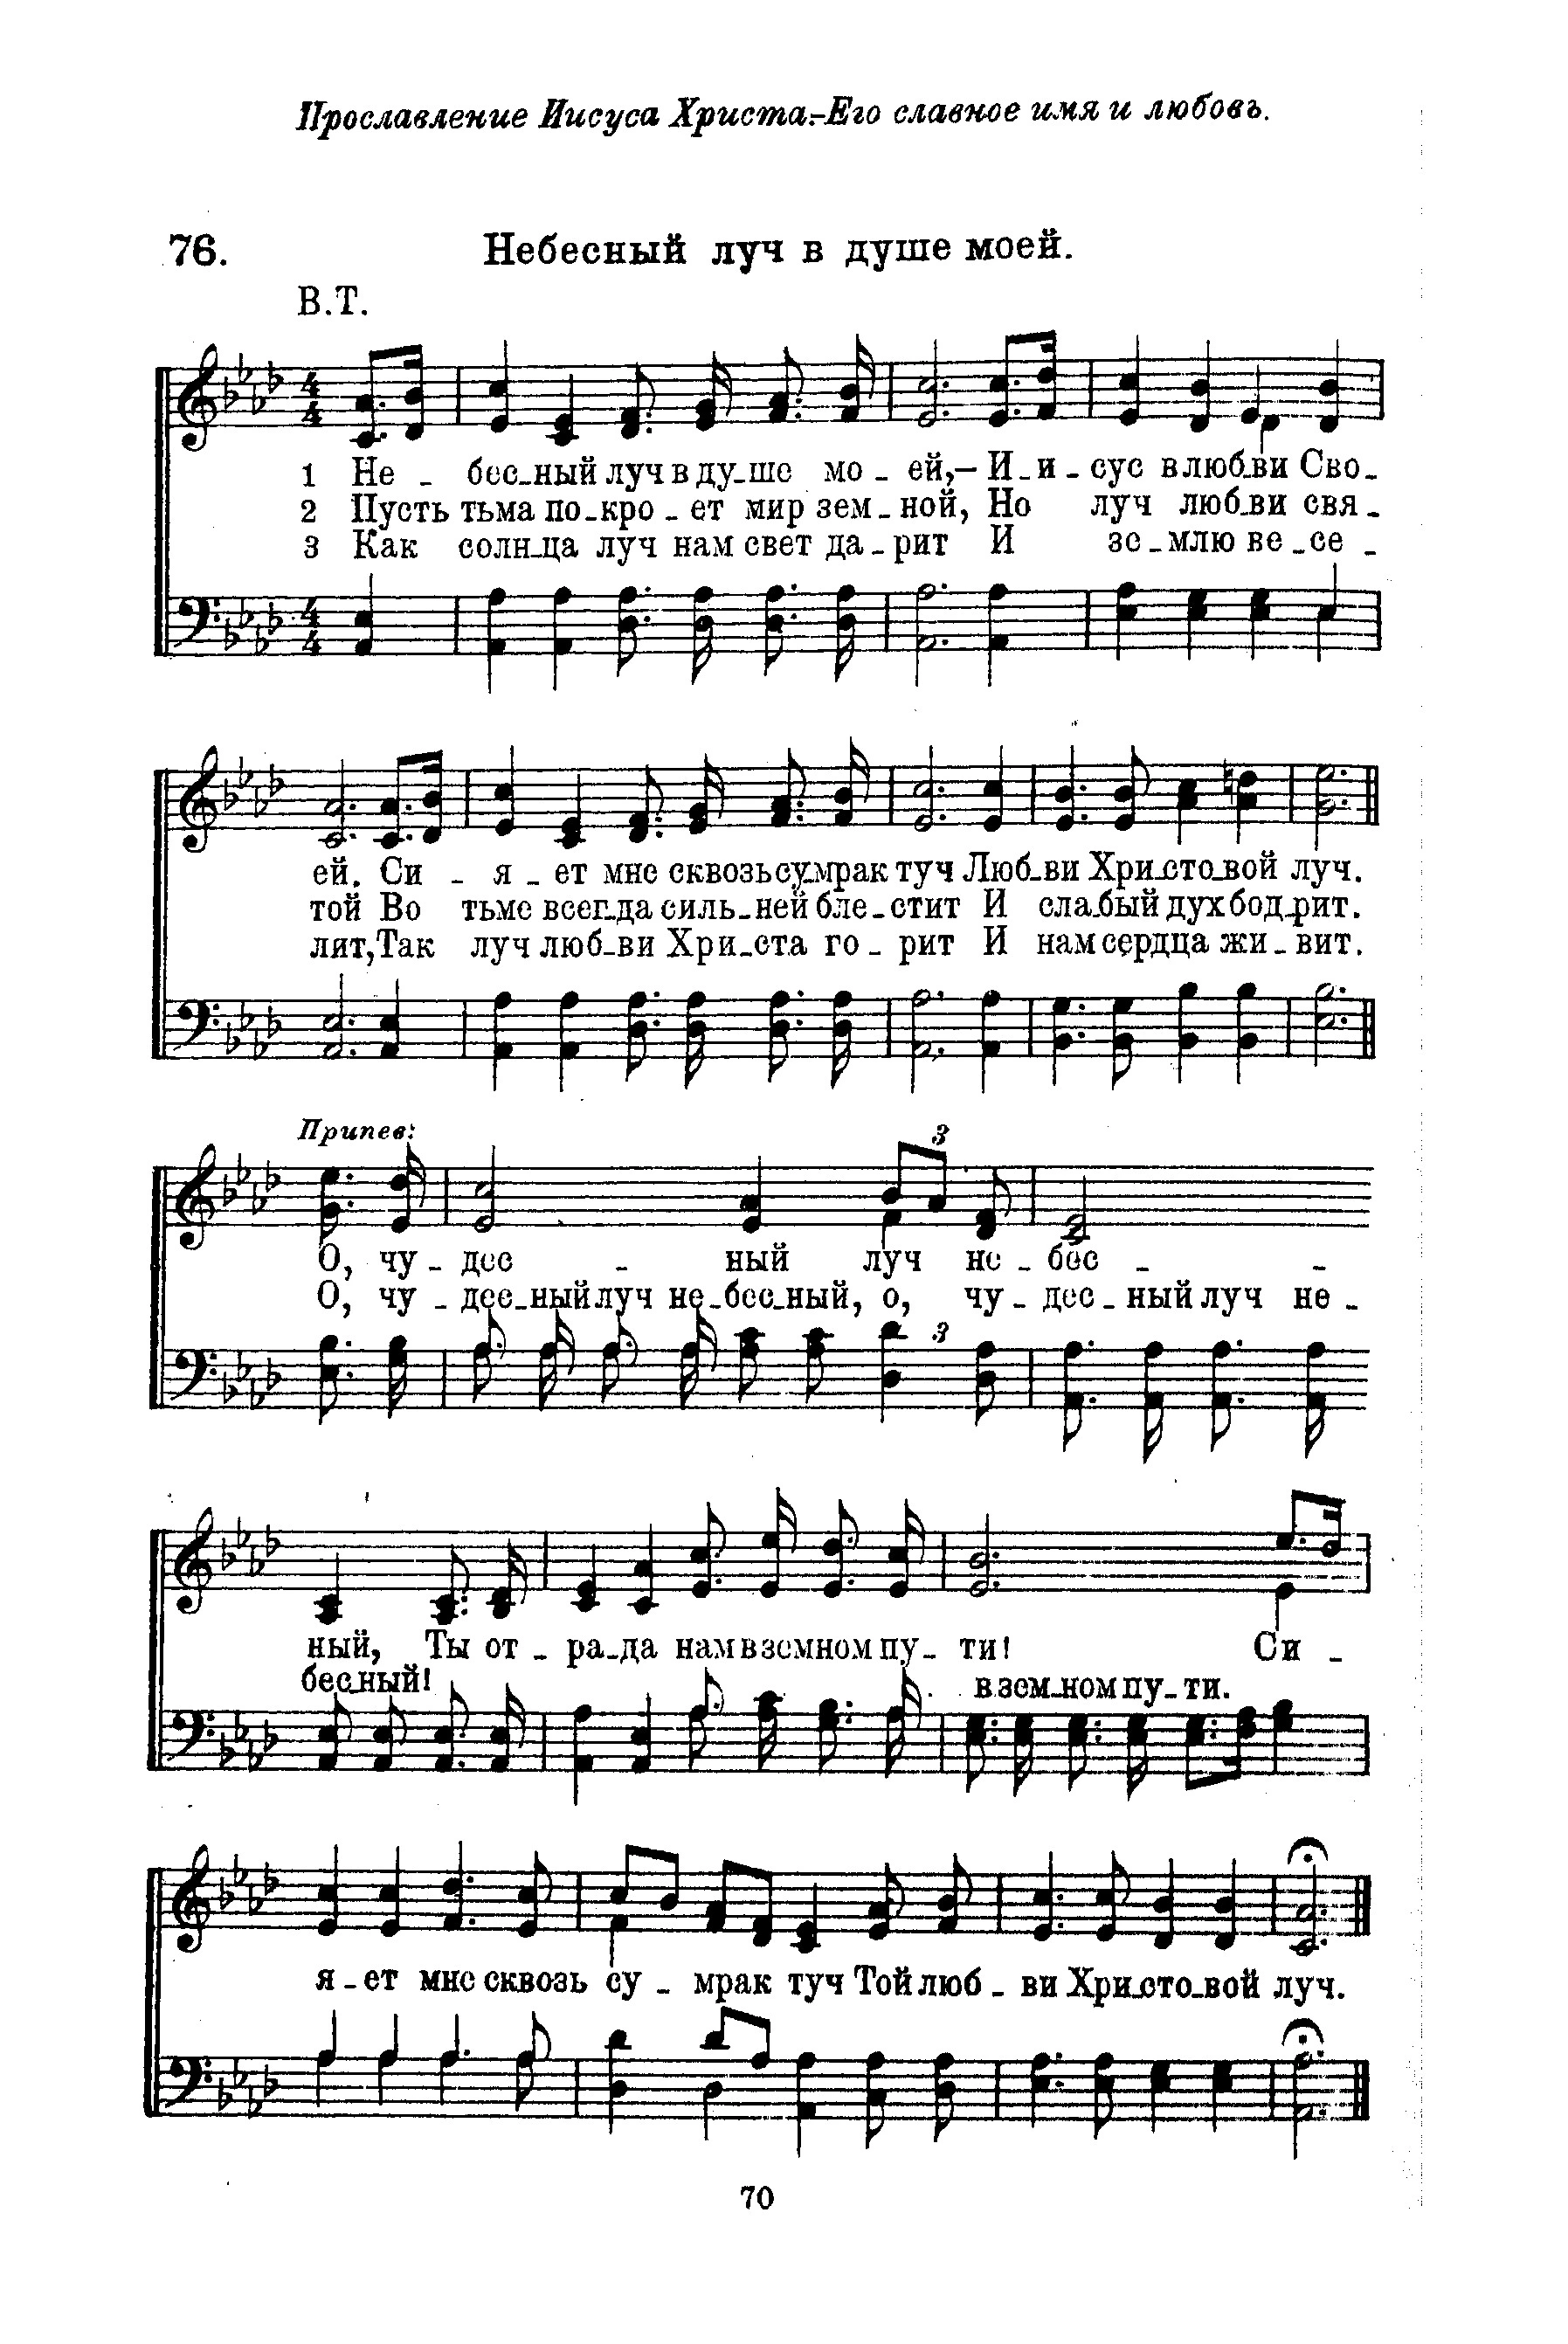 Прославление Иисуса Христа.-Его славное имя и любовь.
76. Небесный луч в душе моей.
В.Т.
1 Не - бес-ный луч в ду-ше мо - ей,– И-и-сус в люб-ви Сво-
2 Пусть тьма по-кро-ет мир зем-ной, Но луч люб-ви свя-
3 Как солн-ца луч нам свет да-рит И зе-млю ве-се-
ей. Си - я - ет мне сквозь су-мрак туч Люб-ви Хри-сто-вой луч.
той Во тьме всег-да силь-ней бле-стит И сла-бый дух бод-рит.
лит, Так луч люб-ви Хри-ста го-рит И нам сердца жи-вит.
Припев:
3
О, чу - дес - ный луч не - бес - -
О, чу - дес-ный луч не-бес-ный, о, чу - дес-ный луч не-
3
ный, Ты от - ра-да нам в земном пу - ти! Си -
бес-ный! в зем-ном пу-ти.
я-ет мне сквозь су - мрак туч Той люб - ви Хри-сто-вой луч.
70